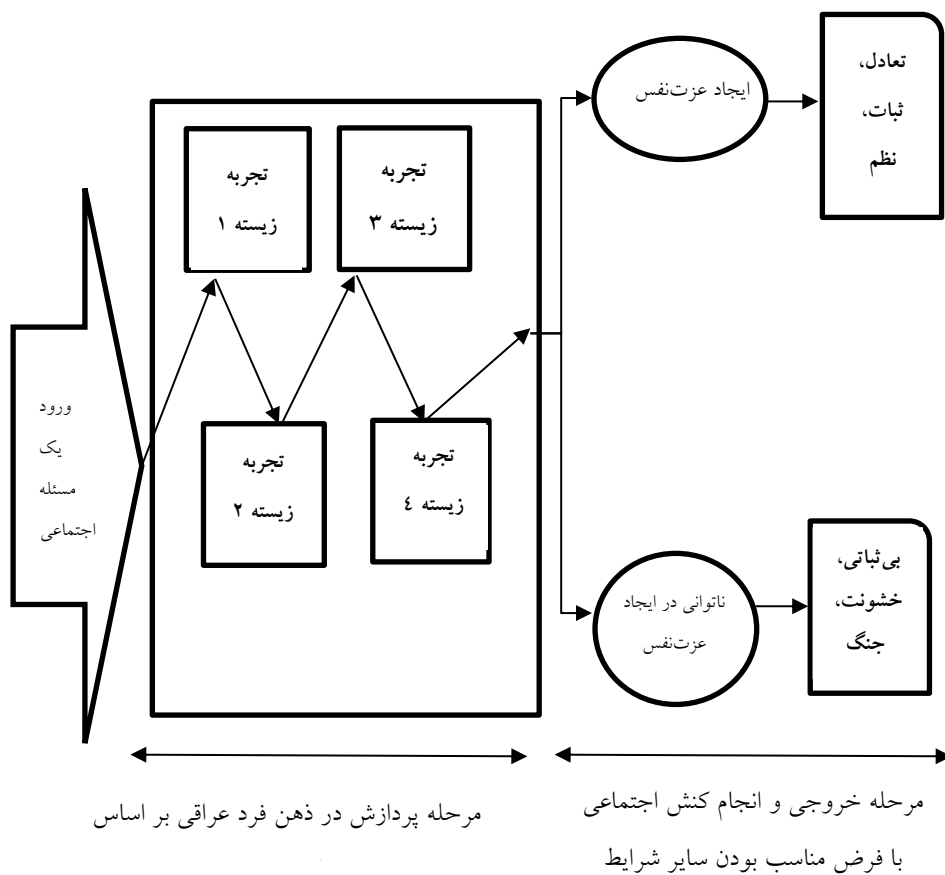 تعادل،
ثبات،
نظم
ایجاد عزت‌نفس
تجربه
زیسته ۳
تجربه
زیسته ۱
ورود
یک
مسئله
اجتماعی
تجربه
زیسته ٤
تجربه
زیسته ۲
بی‌ثباتی،
خشونت،
جنگ
ناتوانی در ایجاد
عزت‌نفس
مرحله خروجی و انجام کنش اجتماعی
با فرض مناسب بودن سایر شرایط
مرحله پردازش در ذهن فرد عراقی بر اساس